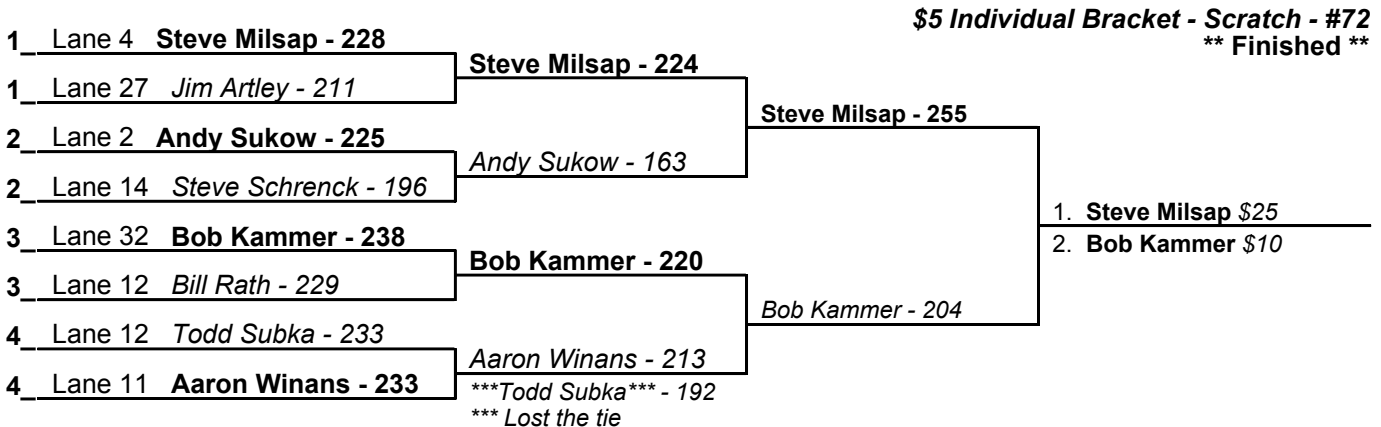 $5 Individual Bracket - Scratch - #72
** Finished **
1_ Lane 4 Steve Milsap - 228
1_ Lane 27 Jim Artley - 211
2_ Lane 2 Andy Sukow - 225
2_ Lane 14 Steve Schrenck - 196
3_ Lane 32 Bob Kammer - 238
3_ Lane 12 Bill Rath - 229
4_ Lane 12 Todd Subka - 233
4_ Lane 11 Aaron Winans - 233
Steve Milsap - 224
Andy Sukow - 163
Bob Kammer - 220
Aaron Winans - 213
***Todd Subka*** - 192
*** Lost the tie
Steve Milsap - 255
Bob Kammer - 204
1. Steve Milsap $25
2. Bob Kammer $10